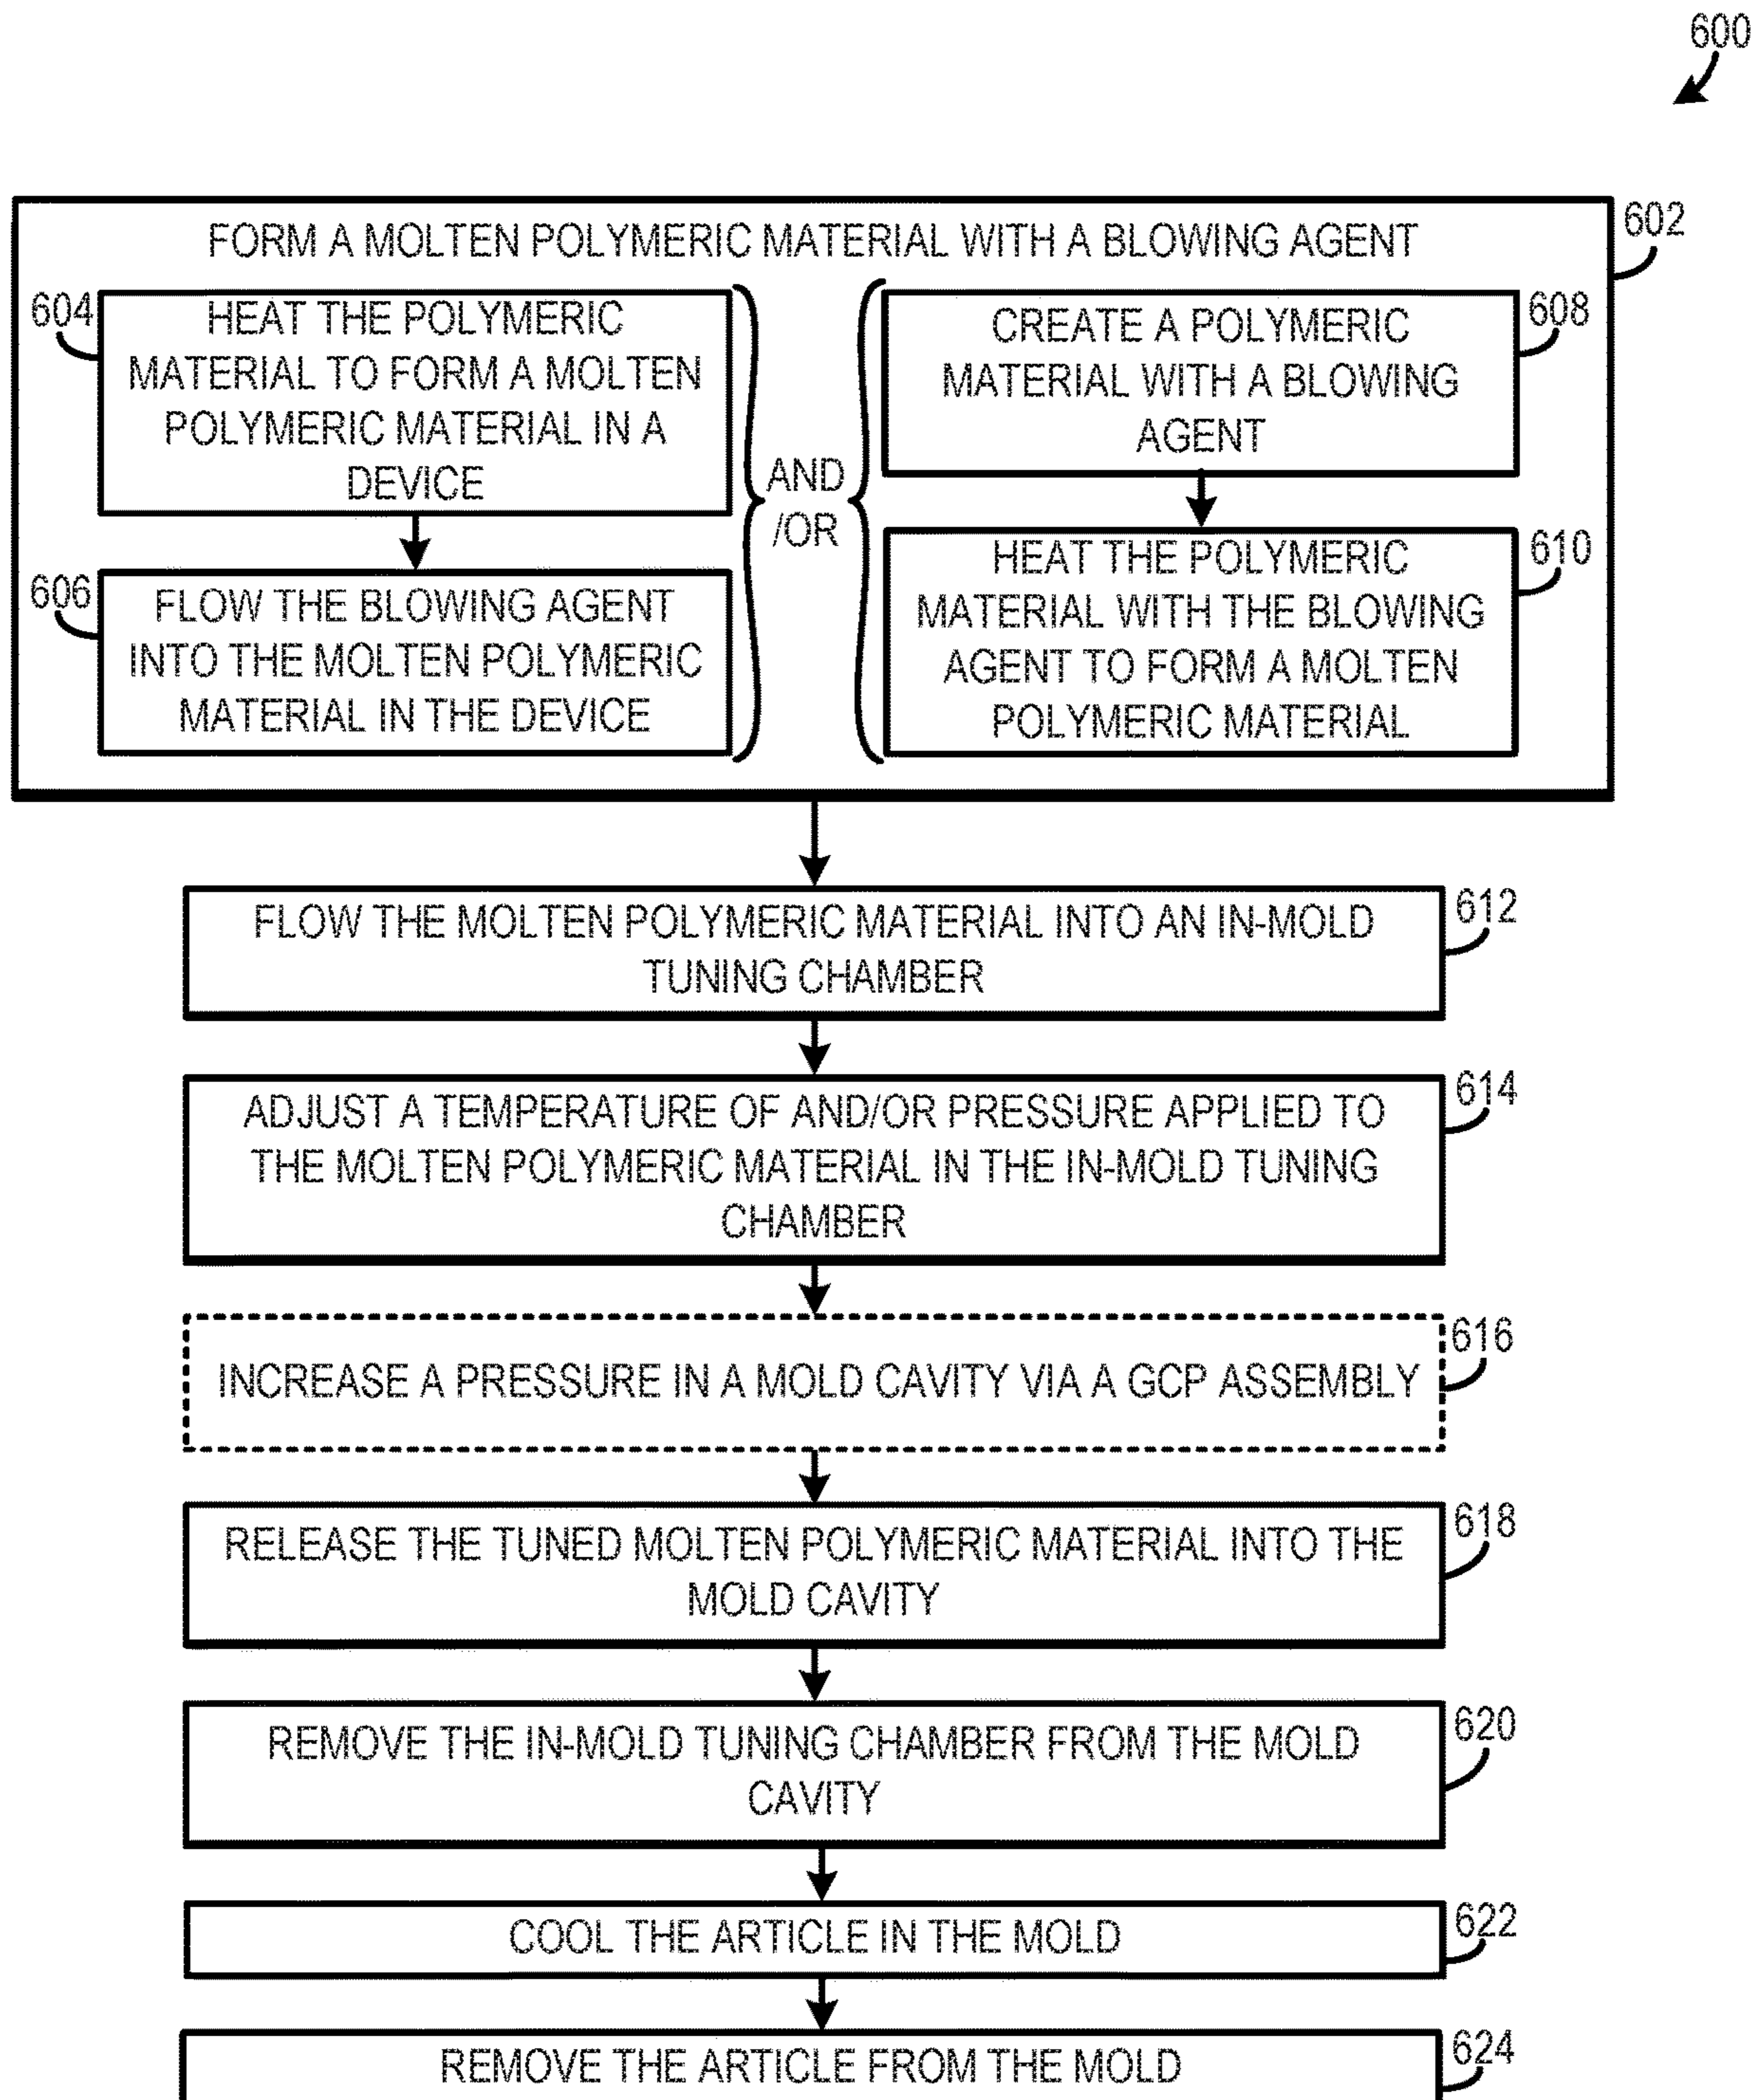 600
FORM A MOLTEN POLYMERIC MATERIAL WITH A BLOWING AGENT
602
604
HEAT THE POLYMERIC
MATERIAL TO FORM A MOLTEN
POLYMERIC MATERIAL IN A
DEVICE
606
FLOW THE BLOWING AGENT
INTO THE MOLTEN POLYMERIC
MATERIAL IN THE DEVICE
AND
/OR
CREATE A POLYMERIC
MATERIAL WITH A BLOWING
AGENT
608
HEAT THE POLYMERIC
MATERIAL WITH THE BLOWING
AGENT TO FORM A MOLTEN
POLYMERIC MATERIAL
610
FLOW THE MOLTEN POLYMERIC MATERIAL INTO AN IN-MOLD
TUNING CHAMBER
612
ADJUST A TEMPERATURE OF AND/OR PRESSURE APPLIED TO
THE MOLTEN POLYMERIC MATERIAL IN THE IN-MOLD TUNING
CHAMBER
614
INCREASE A PRESSURE IN A MOLD CAVITY VIA A GCP ASSEMBLY
616
RELEASE THE TUNED MOLTEN POLYMERIC MATERIAL INTO THE
MOLD CAVITY
618
REMOVE THE IN-MOLD TUNING CHAMBER FROM THE MOLD
CAVITY
620
COOL THE ARTICLE IN THE MOLD
622
REMOVE THE ARTICLE FROM THE MOLD
624